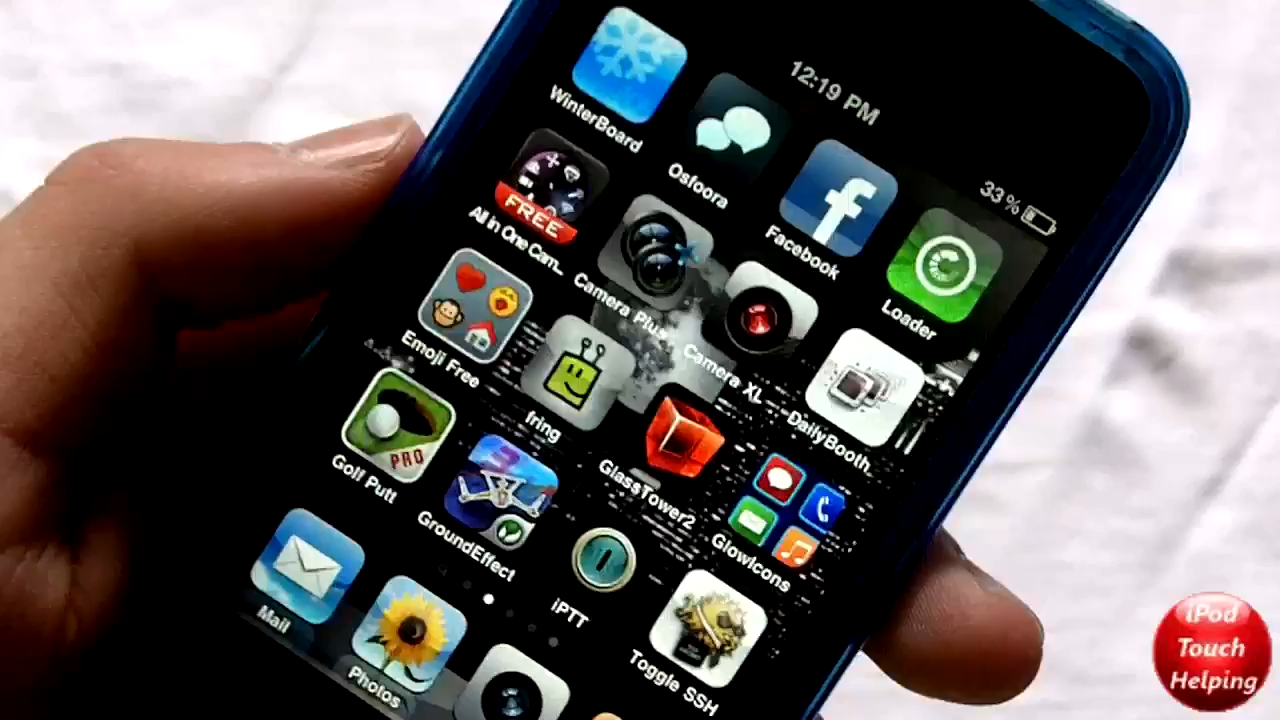 12:19 PM
33%
WinterBoard
Osfoora
Facebook
Loader
FREE
All in One Cam...
Camera Plus
Camera XL
DailyBooth
Emoji Free
fring
GlassTower2
GlowIcons
PRO
Golf Putt
3
GroundEffect
iPTT
Toggle SSH
Mail
Photos
iPod
Touch
Helping